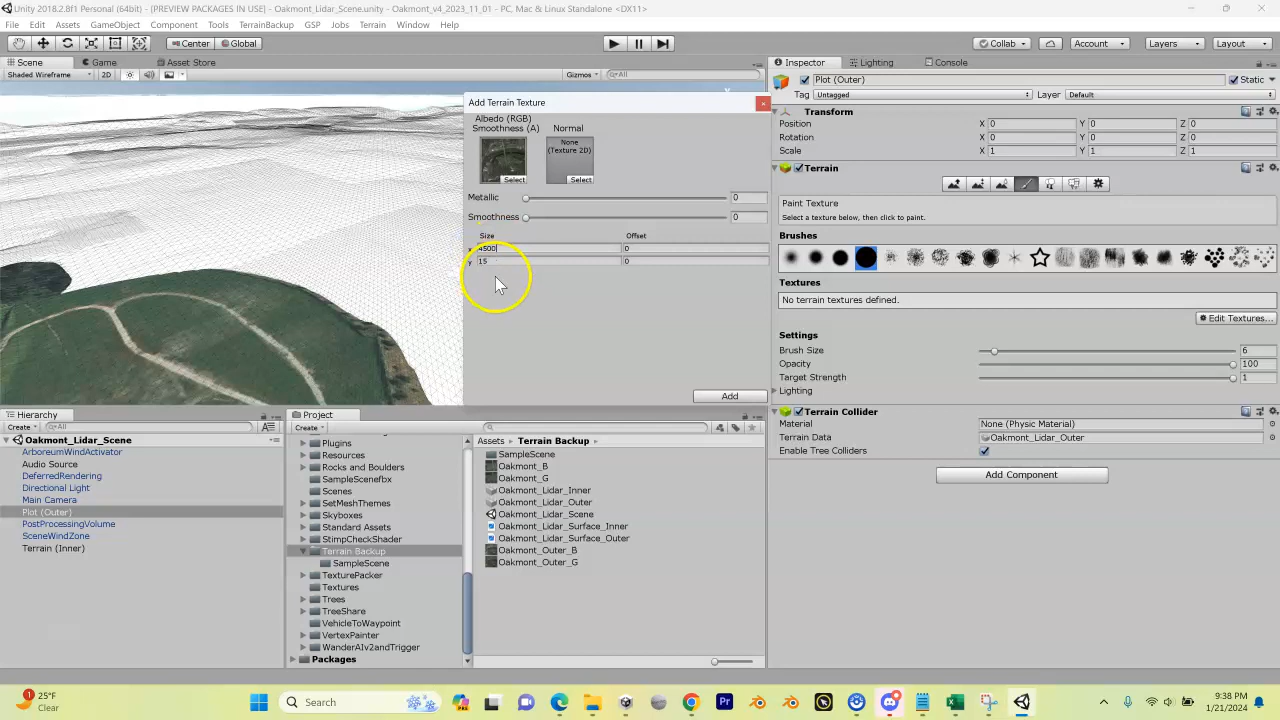 Unity 2018.2.8f1 Personal (64bit) - [PREVIEW PACKAGES IN USE] - Oakmont_Lidar_Scene.unity - Oakmont_v4_2023_11_01 - PC, Mac & Linux Standalone <DX11>
File Edit Assets GameObject Component Tools TerrainBackup GSP Jobs Terrain Window Help
Center Global Collab Account Layers Layout
Scene Game Asset Store
Shaded Wireframe 2D Gizmos All
Add Terrain Texture
Albedo (RGB)
Smoothness (A) Normal
None
(Texture 2D)
Select Select
Metallic 0
Smoothness 0
Size Offset
x 4500 0
y 15 0
Add
Inspector Lighting Console
Plot (Outer) Static
Tag Untagged Layer Default
Transform
Position X 0 Y 0 Z 0
Rotation X 0 Y 0 Z 0
Scale X 1 Y 1 Z 1
Terrain
Paint Texture
Select a texture below, then click to paint.
Brushes
Textures
No terrain textures defined.
Edit Textures...
Settings
Brush Size 6
Opacity 100
Target Strength 1
Lighting
Terrain Collider
Material None (Physic Material)
Terrain Data Oakmont_Lidar_Outer
Enable Tree Colliders
Add Component
Hierarchy
Create All
Oakmont_Lidar_Scene
ArboreumWindActivator
Audio Source
DeferredRendering
Directional Light
Main Camera
Plot (Outer)
PostProcessingVolume
SceneWindZone
Terrain (Inner)
Project
Create
Plugins
Resources
Rocks and Boulders
SampleScenefbx
Scenes
SetMeshThemes
Skyboxes
Standard Assets
StimpCheckShader
Terrain Backup
SampleScene
TexturePacker
Textures
Trees
TreeShare
VehicleToWaypoint
VertexPainter
WanderAIv2andTrigger
Packages
Assets Terrain Backup
SampleScene
Oakmont_B
Oakmont_G
Oakmont_Lidar_Inner
Oakmont_Lidar_Outer
Oakmont_Lidar_Scene
Oakmont_Lidar_Surface_Inner
Oakmont_Lidar_Surface_Outer
Oakmont_Outer_B
Oakmont_Outer_G
1 25°F
Clear
Search
Pr
9:38 PM
1/21/2024